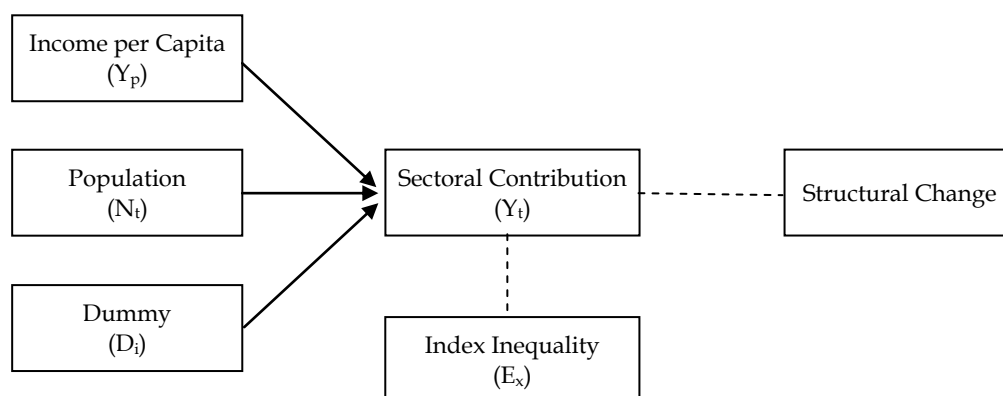 Income per Capita
(Yₚ)
Population
(Nₜ)
Sectoral Contribution
(Yₜ)
Structural Change
Dummy
(Dᵢ)
Index Inequality
(Eₓ)